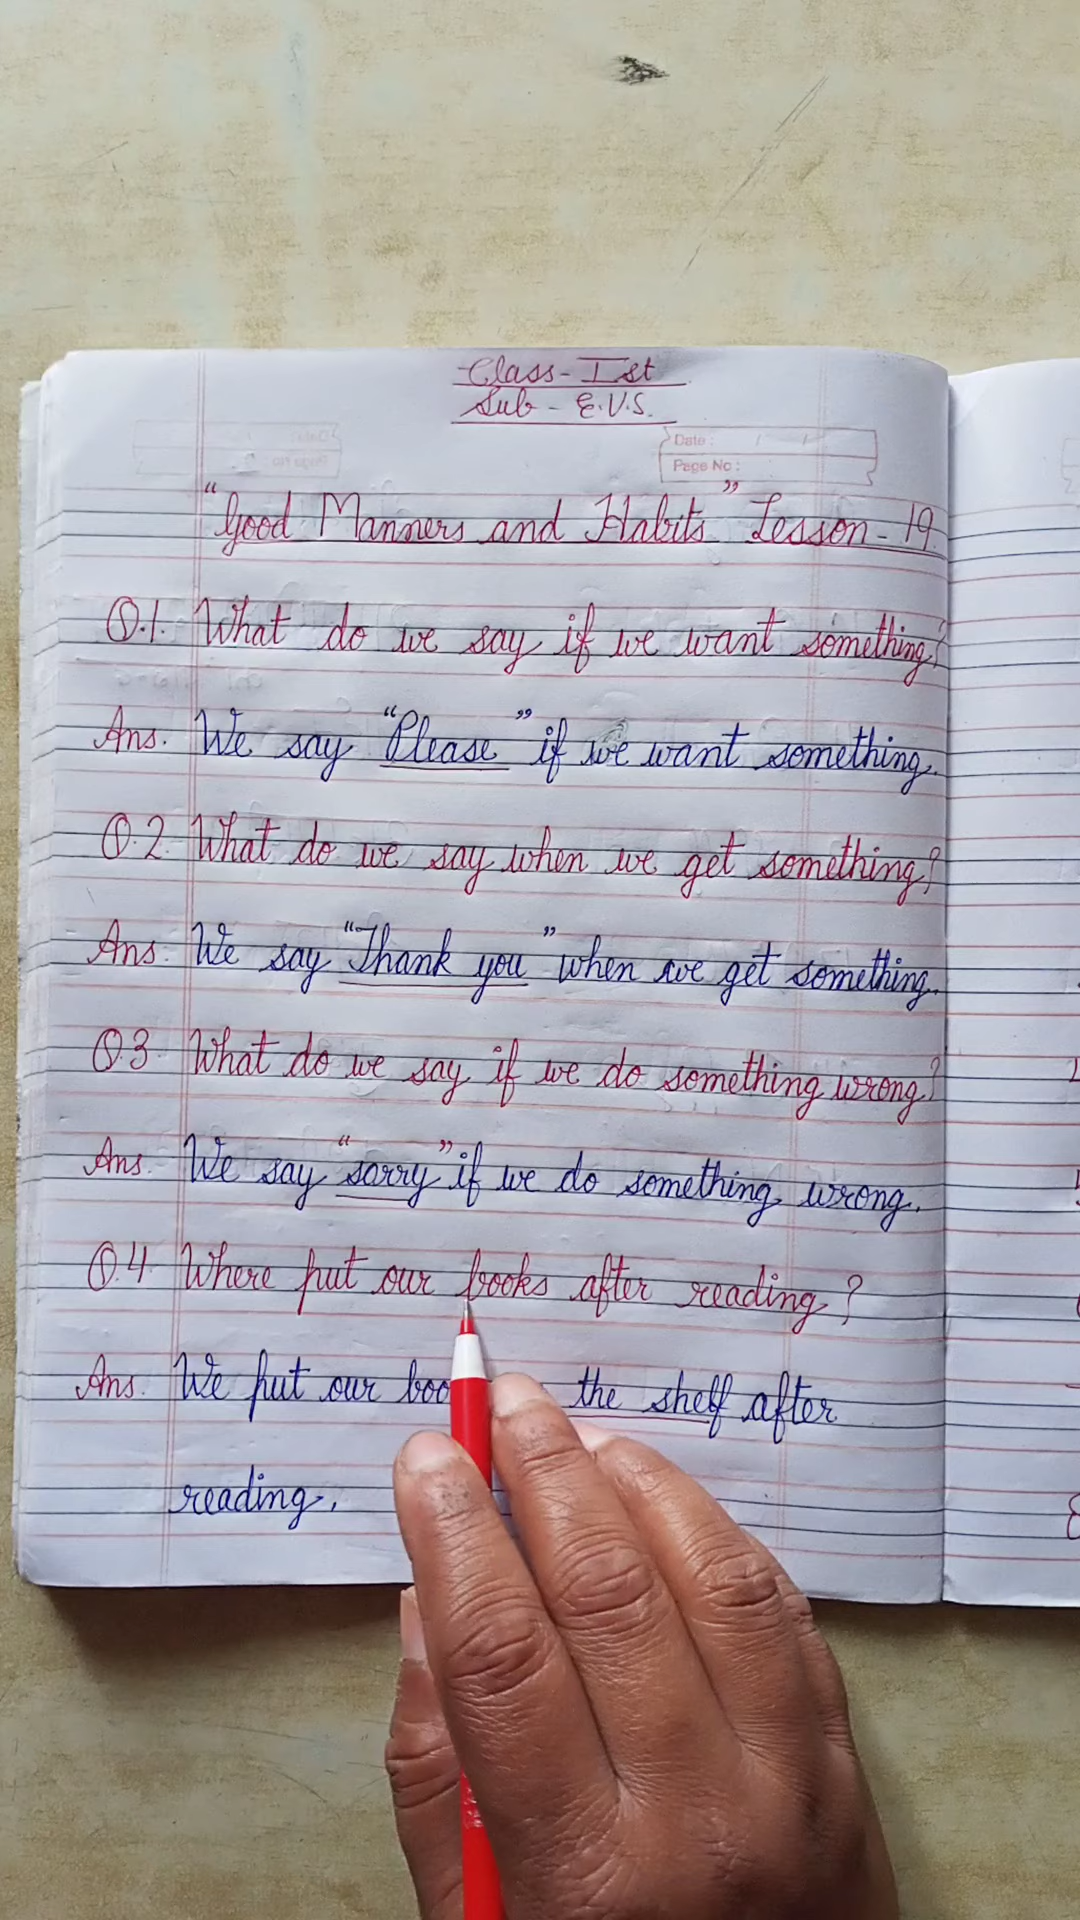 Class - Ist
Sub - E.V.S.
Date : / /
Page No :
"Good Manners and Habits" Lesson - 19.
Q.1. What do we say if we want something?
Ans. We say "Please" if we want something.
Q.2. What do we say when we get something?
Ans. We say "Thank you" when we get something.
Q.3 What do we say if we do something wrong?
Ans. We say "sorry" if we do something wrong.
Q.4. Where put our books after reading?
Ans. We put our boo the shelf after
reading.